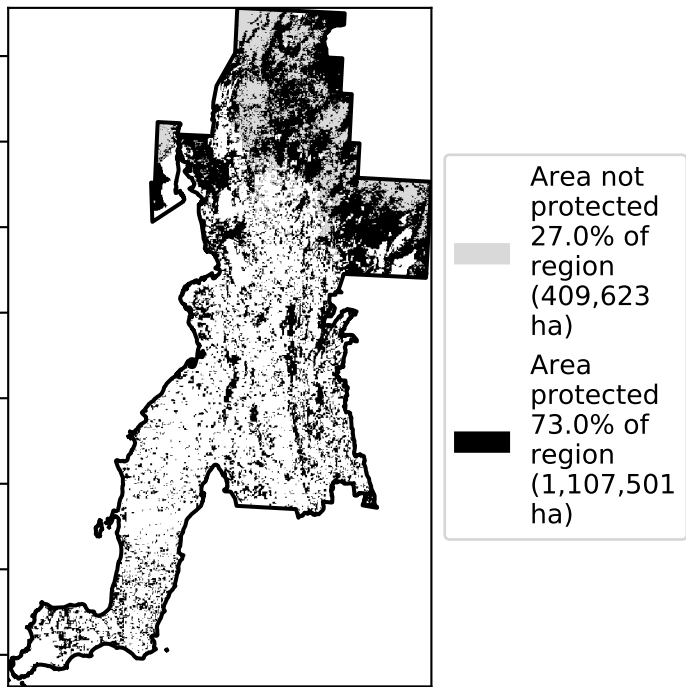 Area not
protected
27.0% of
region
(409,623
ha)
Area
protected
73.0% of
region
(1,107,501
ha)